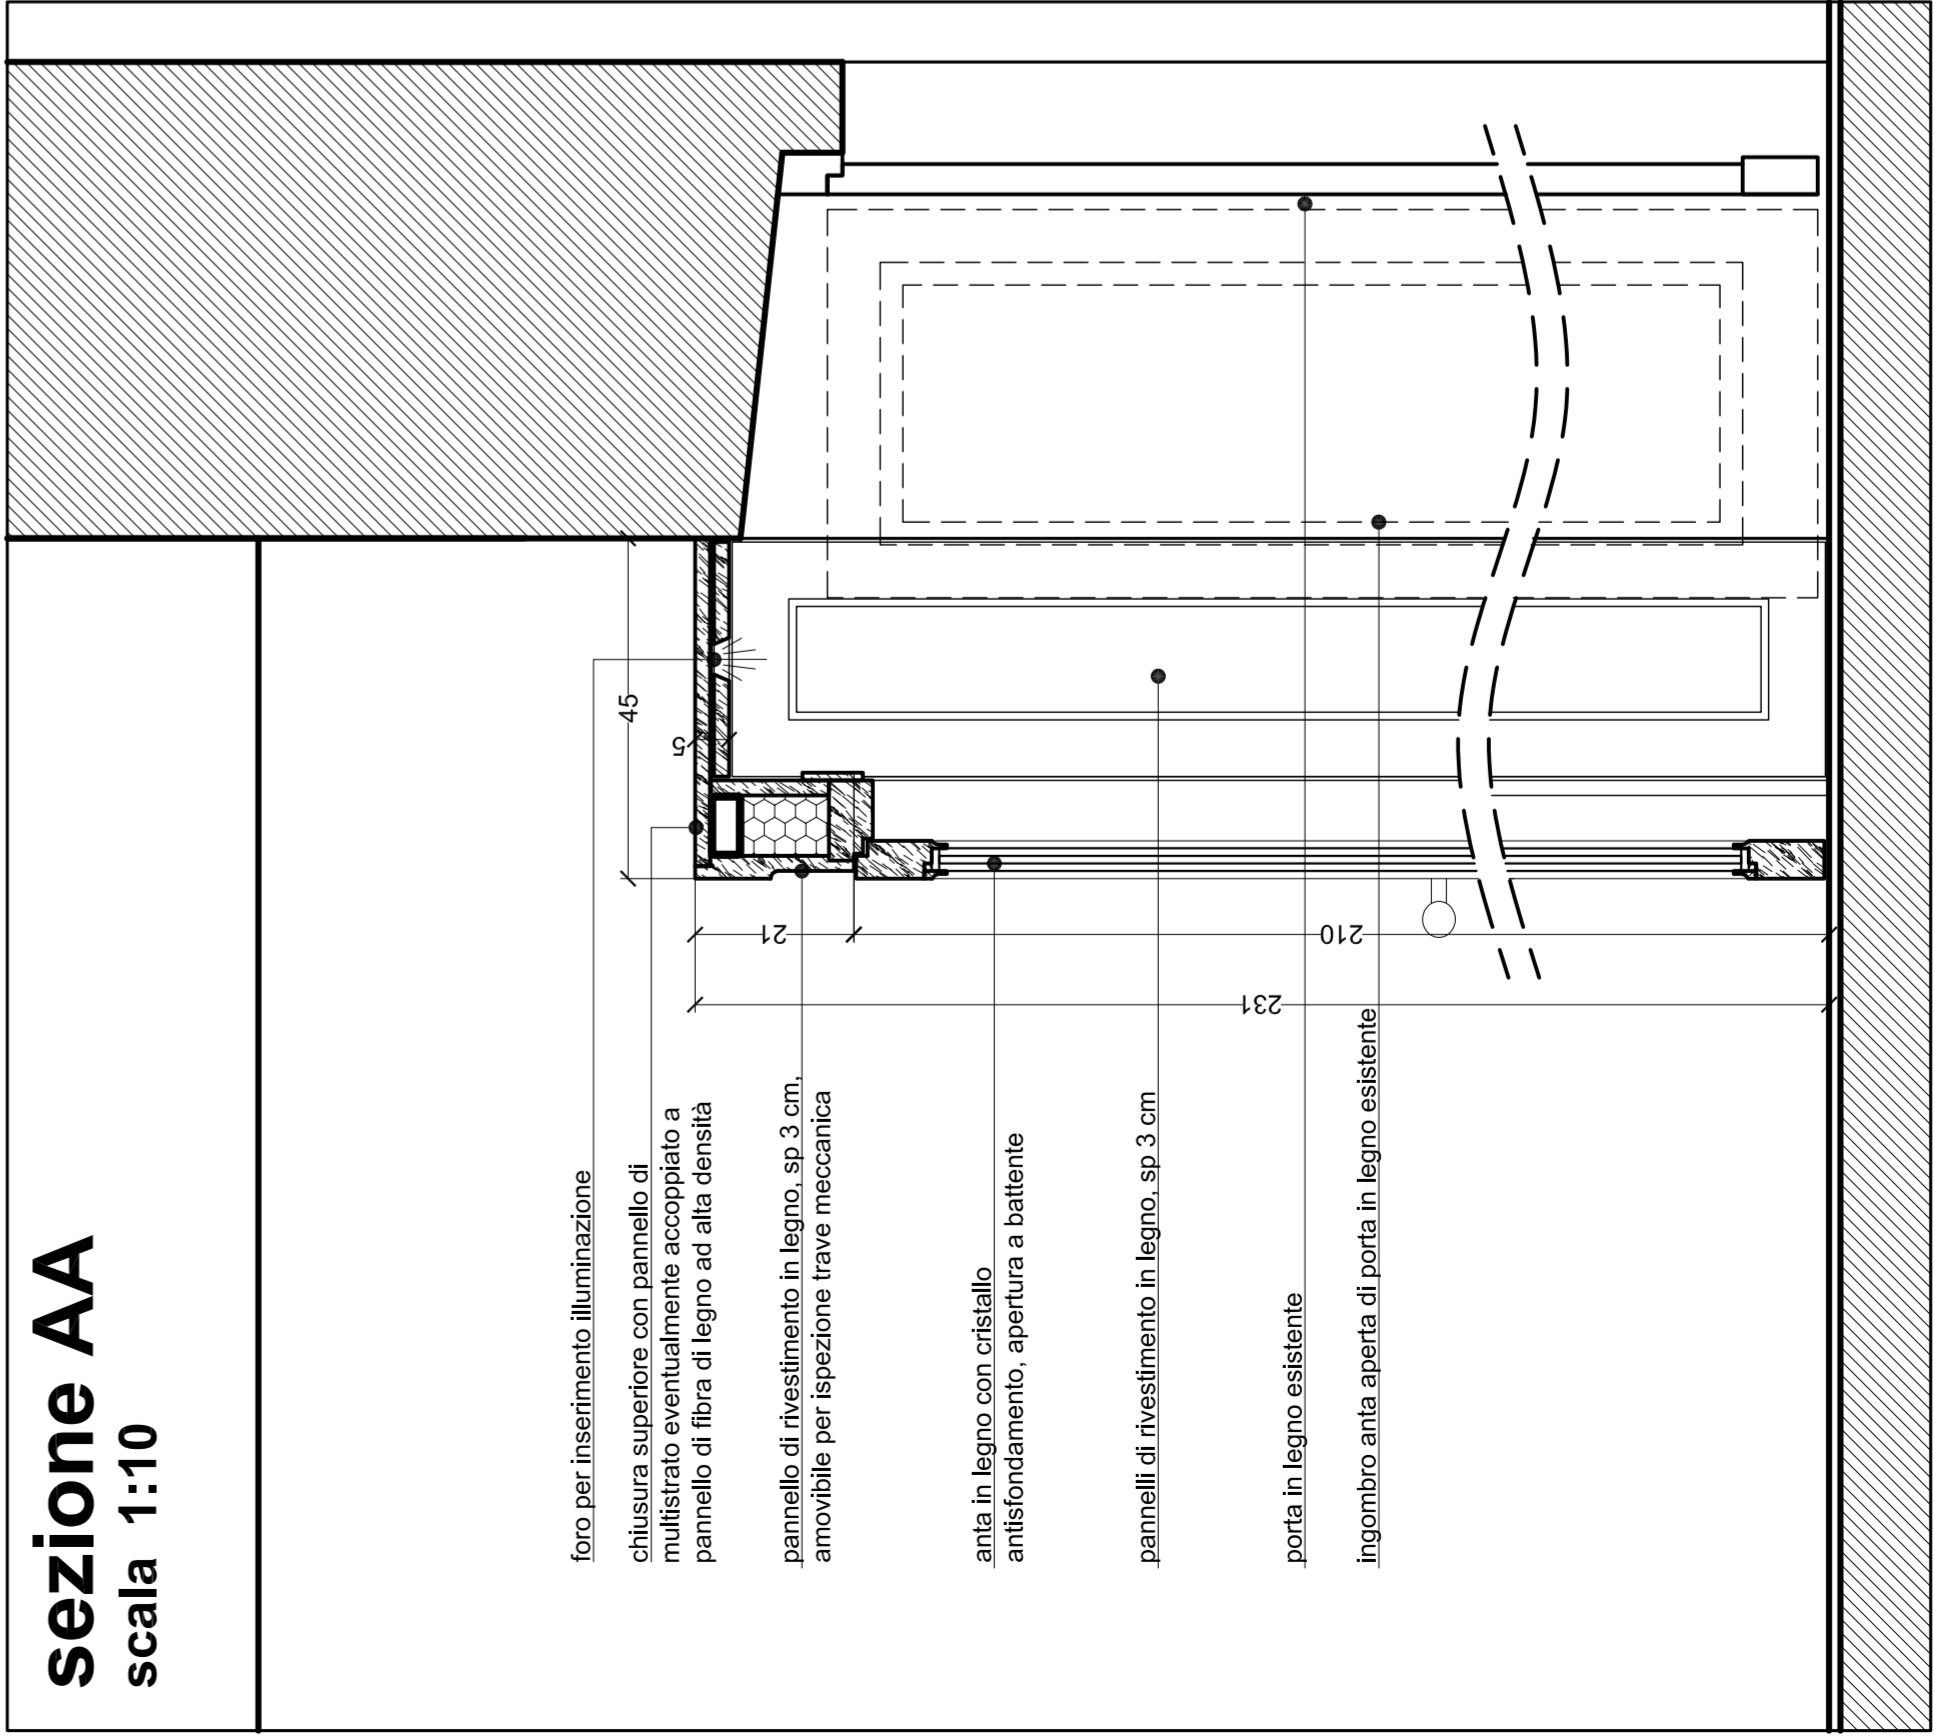 sezione AA
scala 1:10
foro per inserimento illuminazione
chiusura superiore con pannello di
multistrato eventualmente accoppiato a
pannello di fibra di legno ad alta densità
pannello di rivestimento in legno, sp 3 cm,
amovibile per ispezione trave meccanica
anta in legno con cristallo
antisfondamento, apertura a battente
pannelli di rivestimento in legno, sp 3 cm
porta in legno esistente
ingombro anta aperta di porta in legno esistente
45
5
21
210
231